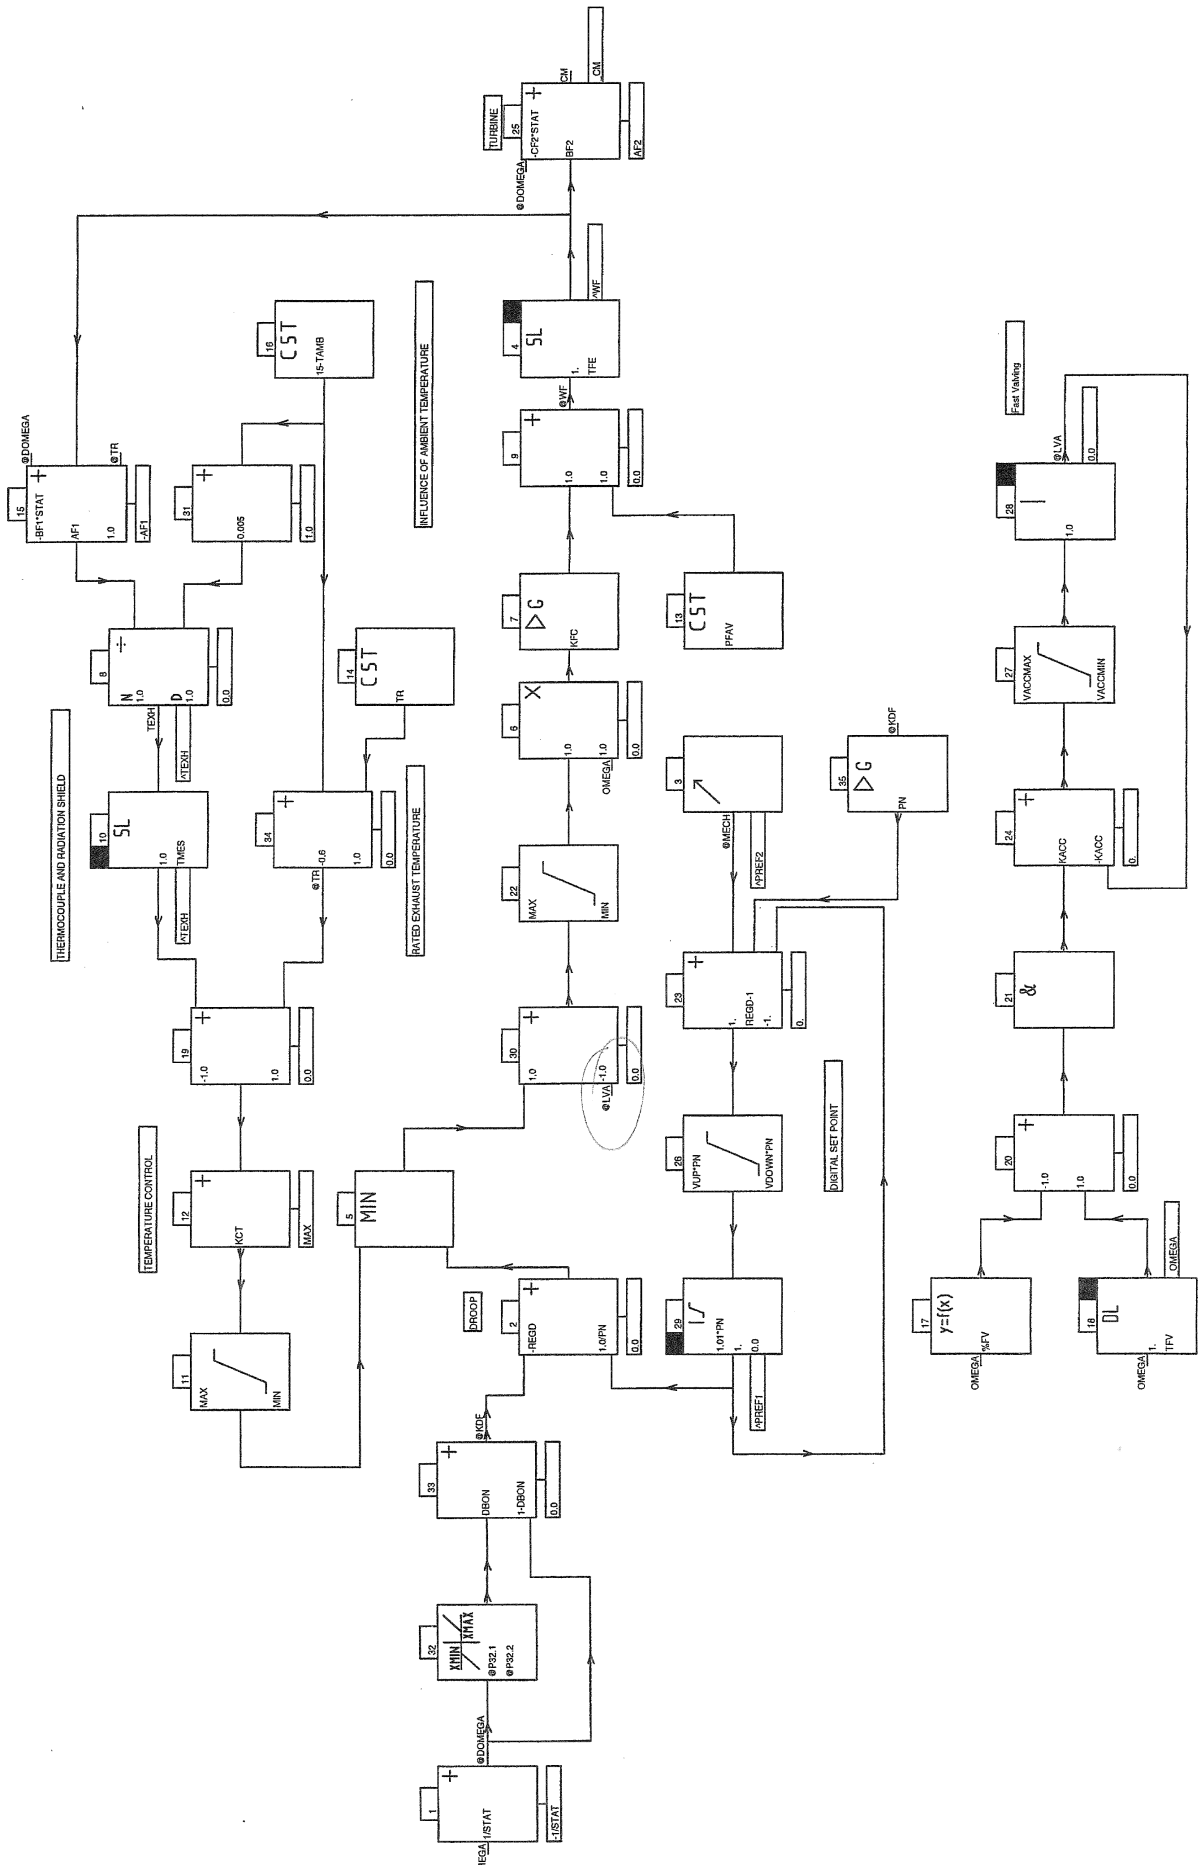 15
-BF1*STAT
+
@DOMEGA
AF1
@TR
1.0
-AF1
31
+
0.005
1.0
16
CST
15-TAMB
INFLUENCE OF AMBIENT TEMPERATURE
8
÷
N
1.0
D
1.0
0.0
TEXH
^TEXH
THERMOCOUPLE AND RADIATION SHIELD
10
SL
1.0
TMES
^TEXH
14
CST
TR
34
+
-0.6
@TR
1.0
0.0
RATED EXHAUST TEMPERATURE
19
+
-1.0
1.0
0.0
TEMPERATURE CONTROL
12
+
KCT
MAX
11
MAX
MIN
5
MIN
TURBINE
25
-CF2*STAT
+
@DOMEGA
BF2
CM
CM
AF2
4
SL
1.
TFE
^WF
@WF
9
+
1.0
1.0
0.0
7
G
KFC
13
CST
PFAV
6
X
1.0
1.0
OMEGA
0.0
22
MAX
MIN
30
+
1.0
-1.0
@LVA
0.0
DROOP
2
+
-REGD
1.0/PN
0.0
@KDF
33
+
DBON
1-DBON
0.0
32
XMIN
XMAX
@P32.1
@P32.2
@DOMEGA
1
+
1/STAT
IEGA
-1/STAT
3
@MECH
^PREF2
35
G
PN
@KDF
23
+
1.
REGD-1
-1.
0.
26
VUP*PN
VDOWN*PN
DIGITAL SET POINT
29
1.01*PN
1.
0.0
^PREF1
Fast Valving
28
1.0
@LVA
0.0
27
VACCMAX
VACCMIN
24
+
KACC
-KACC
0.
21
&
20
+
-1.0
1.0
0.0
17
y=f(x)
%FV
OMEGA
18
DL
1.
TFV
OMEGA
OMEGA